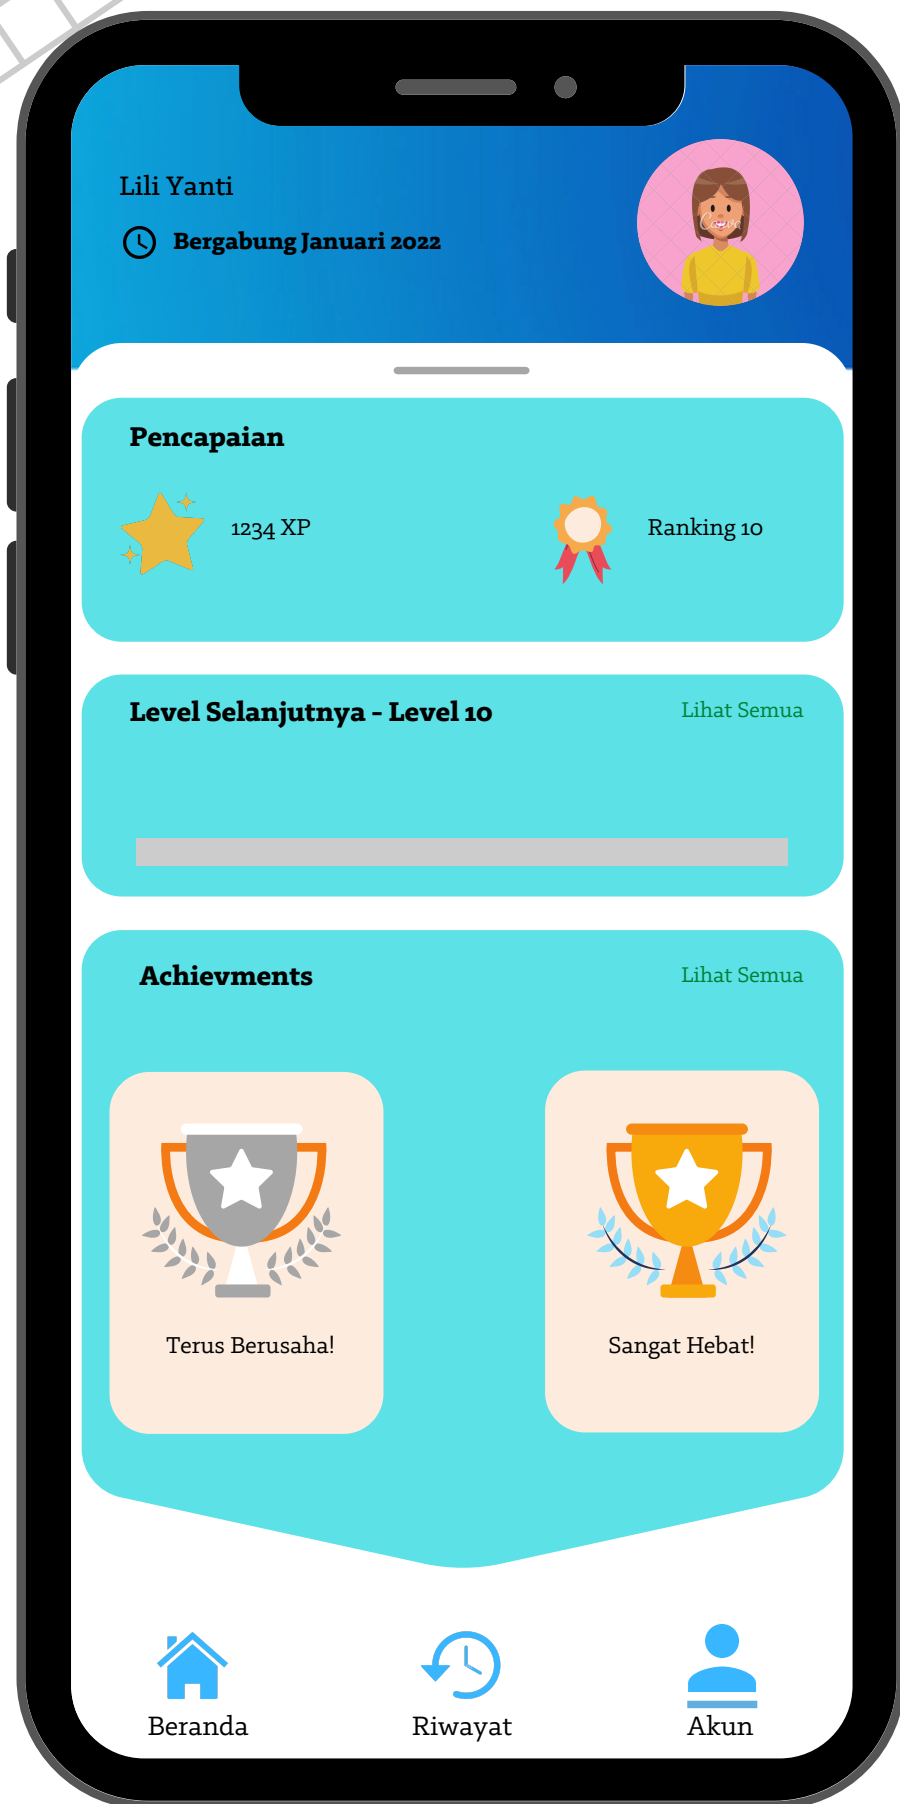 Lili Yanti
Bergabung Januari 2022
Canva
Pencapaian
1234 XP
Ranking 10
Level Selanjutnya - Level 10
Lihat Semua
Achievments
Lihat Semua
Terus Berusaha!
Sangat Hebat!
Beranda
Riwayat
Akun